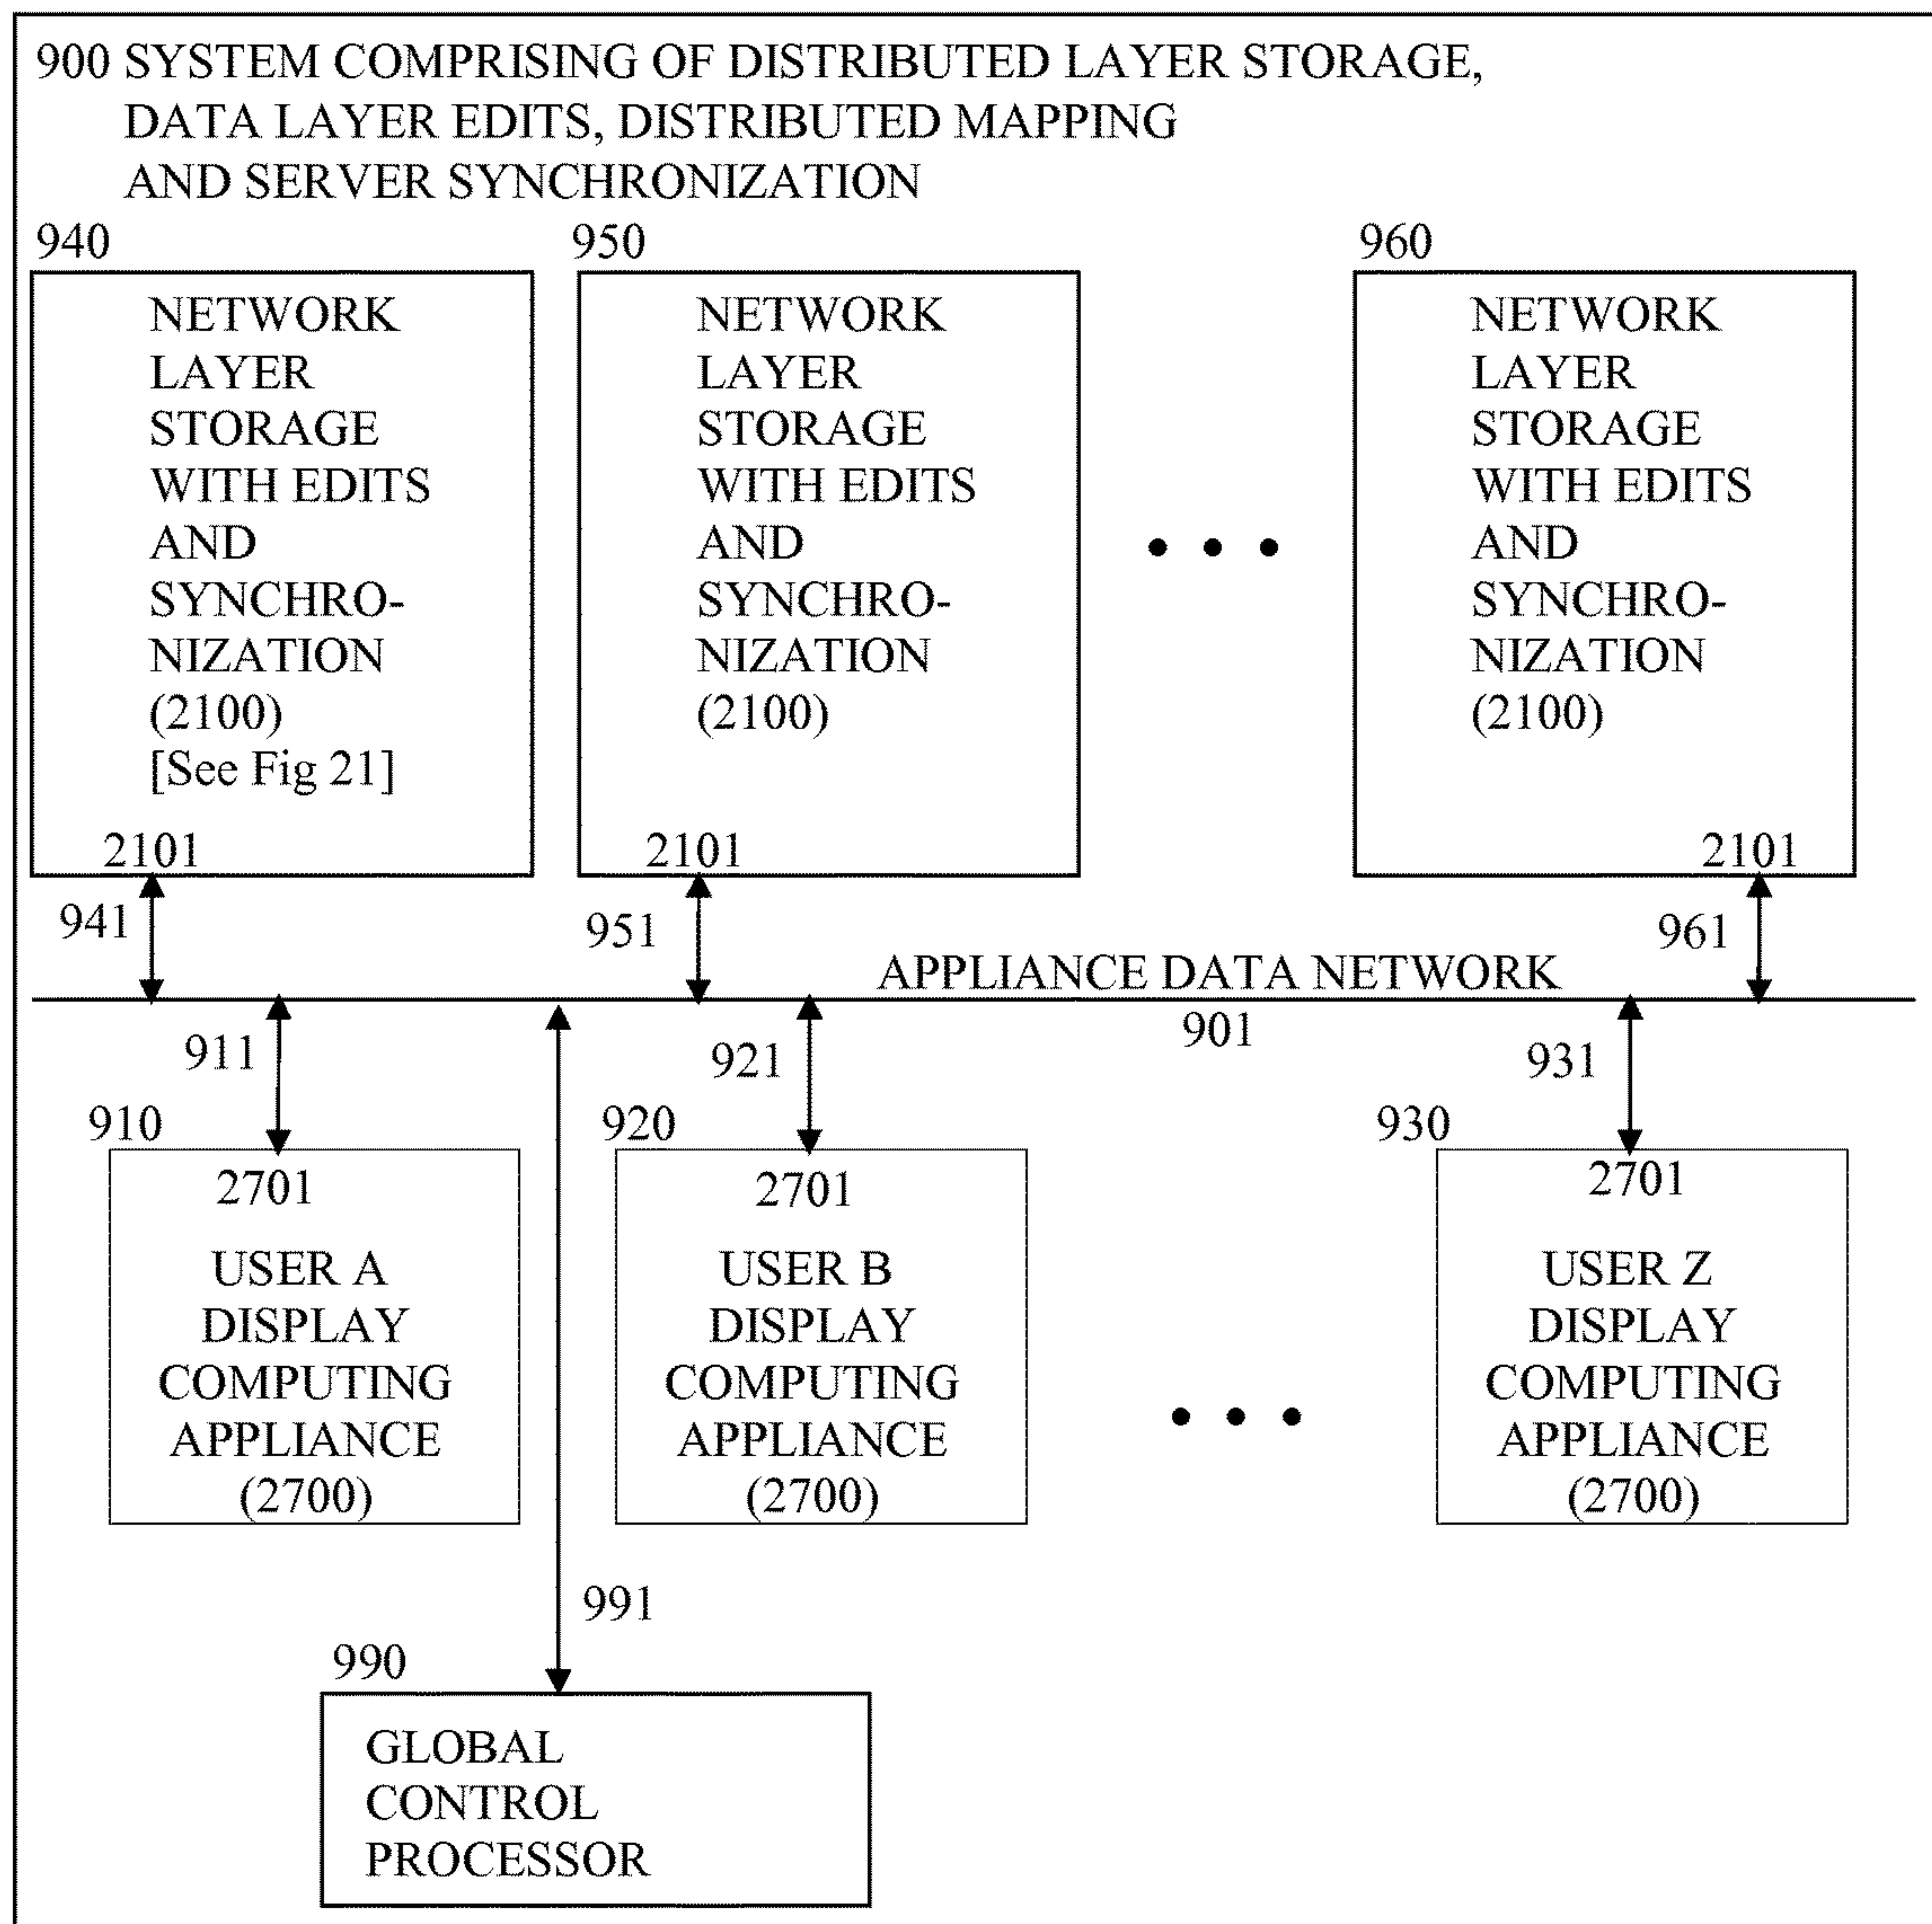 900 SYSTEM COMPRISING OF DISTRIBUTED LAYER STORAGE,
DATA LAYER EDITS, DISTRIBUTED MAPPING
AND SERVER SYNCHRONIZATION
940
NETWORK
LAYER
STORAGE
WITH EDITS
AND
SYNCHRO-
NIZATION
(2100)
[See Fig 21]
2101
950
NETWORK
LAYER
STORAGE
WITH EDITS
AND
SYNCHRO-
NIZATION
(2100)
2101
960
NETWORK
LAYER
STORAGE
WITH EDITS
AND
SYNCHRO-
NIZATION
(2100)
2101
941
951
961
APPLIANCE DATA NETWORK
901
911
921
931
910
2701
USER A
DISPLAY
COMPUTING
APPLIANCE
(2700)
920
2701
USER B
DISPLAY
COMPUTING
APPLIANCE
(2700)
930
2701
USER Z
DISPLAY
COMPUTING
APPLIANCE
(2700)
991
990
GLOBAL
CONTROL
PROCESSOR